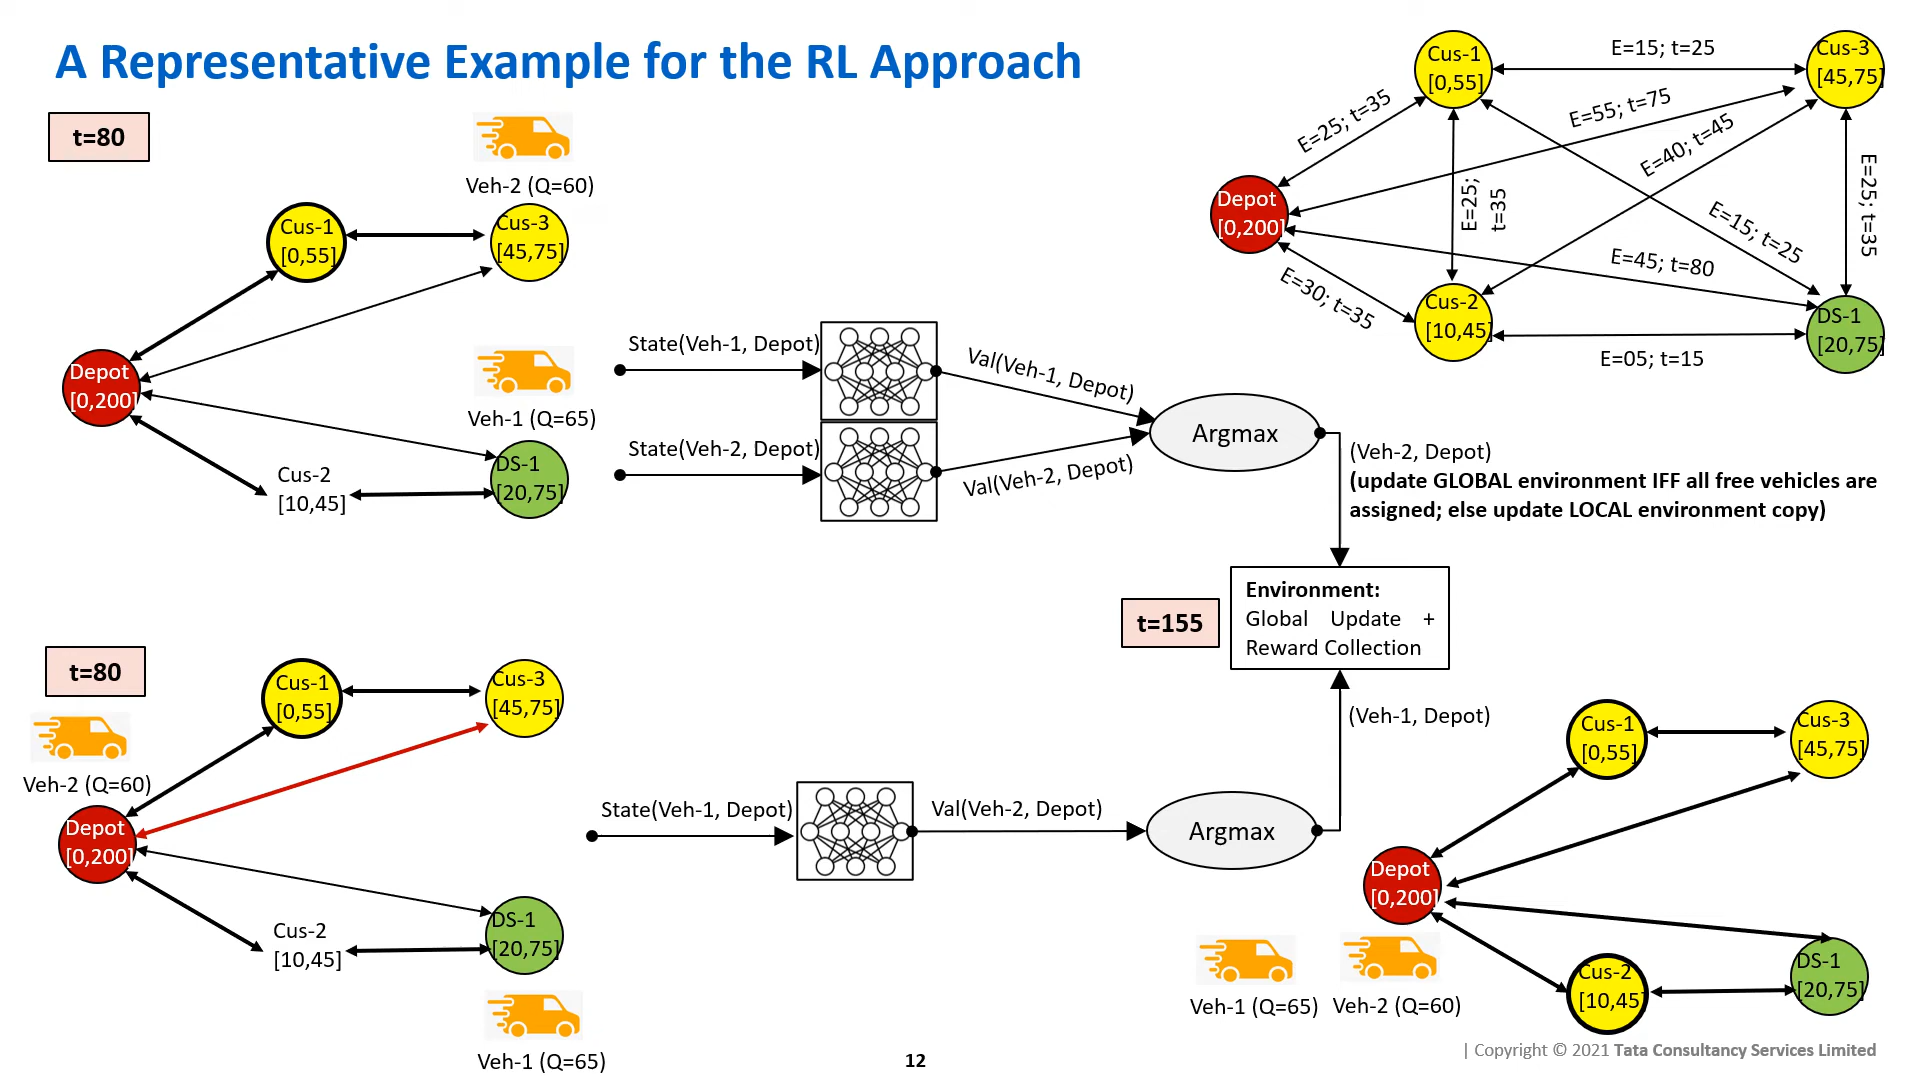 A Representative Example for the RL Approach
t=80
Veh-2 (Q=60)
Cus-1
[0,55]
Cus-3
[45,75]
Depot
[0,200]
Veh-1 (Q=65)
Cus-2
[10,45]
DS-1
[20,75]
State(Veh-1, Depot)
State(Veh-2, Depot)
Val(Veh-1, Depot)
Val(Veh-2, Depot)
Argmax
Cus-1
[0,55]
E=15; t=25
Cus-3
[45,75]
E=25; t=35
E=55; t=75
E=40; t=45
Depot
[0,200]
E=25;
t=35
E=25; t=35
E=15; t=25
E=45; t=80
E=30; t=35
Cus-2
[10,45]
DS-1
[20,75]
E=05; t=15
(Veh-2, Depot)
(update GLOBAL environment IFF all free vehicles are
assigned; else update LOCAL environment copy)
t=155
Environment:
Global Update +
Reward Collection
(Veh-1, Depot)
t=80
Veh-2 (Q=60)
Cus-1
[0,55]
Cus-3
[45,75]
Depot
[0,200]
Cus-2
[10,45]
DS-1
[20,75]
Veh-1 (Q=65)
State(Veh-1, Depot)
Val(Veh-2, Depot)
Argmax
Cus-1
[0,55]
Cus-3
[45,75]
Depot
[0,200]
Veh-1 (Q=65)
Veh-2 (Q=60)
Cus-2
[10,45]
DS-1
[20,75]
12
| Copyright © 2021 Tata Consultancy Services Limited